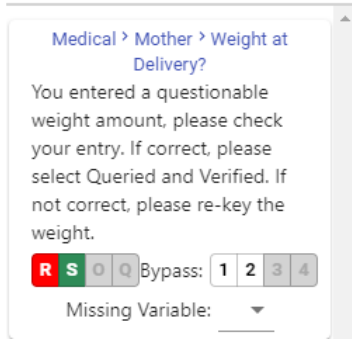 Medical > Mother > Weight at
Delivery?
You entered a questionable
weight amount, please check
your entry. If correct, please
select Queried and Verified. If
not correct, please re-key the
weight.
R S O Q Bypass: 1 2 3 4
Missing Variable: